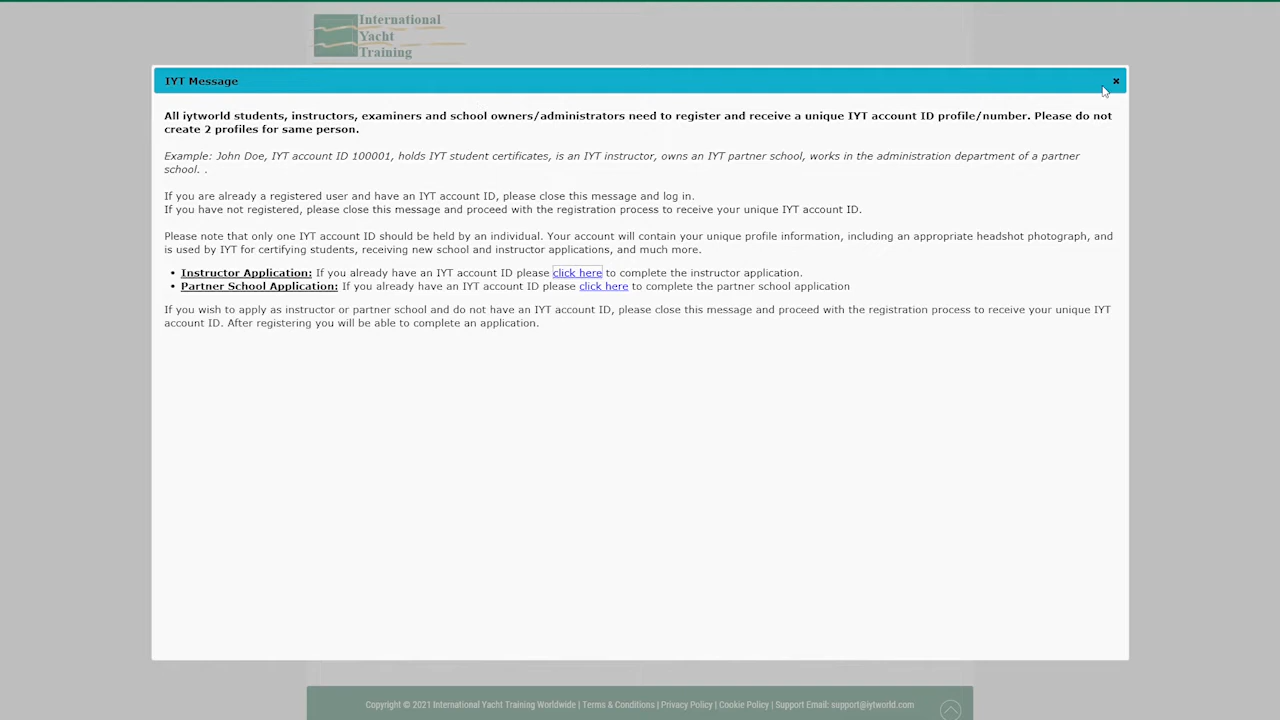 International
Yacht
Training
IYT Message
All iytworld students, instructors, examiners and school owners/administrators need to register and receive a unique IYT account ID profile/number. Please do not
create 2 profiles for same person.
Example: John Doe, IYT account ID 100001, holds IYT student certificates, is an IYT instructor, owns an IYT partner school, works in the administration department of a partner
school. .
If you are already a registered user and have an IYT account ID, please close this message and log in.
If you have not registered, please close this message and proceed with the registration process to receive your unique IYT account ID.
Please note that only one IYT account ID should be held by an individual. Your account will contain your unique profile information, including an appropriate headshot photograph, and
is used by IYT for certifying students, receiving new school and instructor applications, and much more.
• Instructor Application: If you already have an IYT account ID please click here to complete the instructor application.
• Partner School Application: If you already have an IYT account ID please click here to complete the partner school application
If you wish to apply as instructor or partner school and do not have an IYT account ID, please close this message and proceed with the registration process to receive your unique IYT
account ID. After registering you will be able to complete an application.
Copyright © 2021 International Yacht Training Worldwide | Terms & Conditions | Privacy Policy | Cookie Policy | Support Email: support@iytworld.com